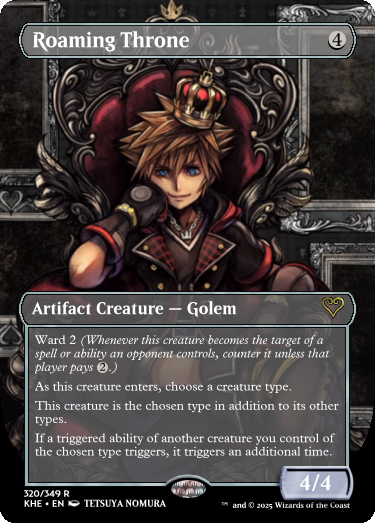 Roaming Throne 4
Artifact Creature — Golem
Ward 2 (Whenever this creature becomes the target of a
spell or ability an opponent controls, counter it unless that
player pays 2.)
As this creature enters, choose a creature type.
This creature is the chosen type in addition to its other
types.
If a triggered ability of another creature you control of
the chosen type triggers, it triggers an additional time.
4/4
320/349 R
KHE • EN TETSUYA NOMURA
™ and © 2025 Wizards of the Coast